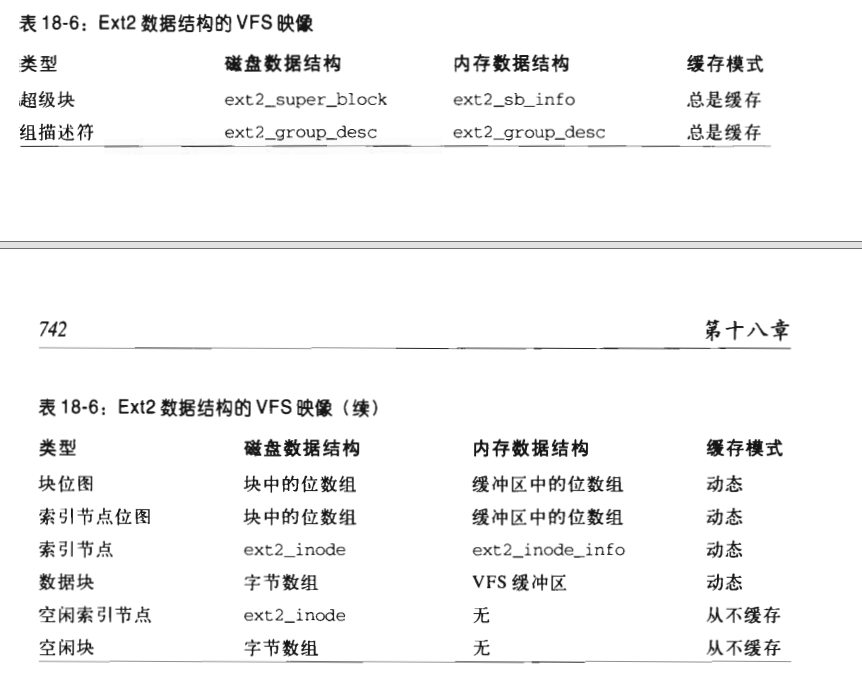 表 18-6：Ext2 数据结构的 VFS 映像
类型 磁盘数据结构 内存数据结构 缓存模式
超级块 ext2_super_block ext2_sb_info 总是缓存
组描述符 ext2_group_desc ext2_group_desc 总是缓存
742 第十八章
表 18-6：Ext2 数据结构的 VFS 映像（续）
类型 磁盘数据结构 内存数据结构 缓存模式
块位图 块中的位数组 缓冲区中的位数组 动态
索引节点位图 块中的位数组 缓冲区中的位数组 动态
索引节点 ext2_inode ext2_inode_info 动态
数据块 字节数组 VFS 缓冲区 动态
空闲索引节点 ext2_inode 无 从不缓存
空闲块 字节数组 无 从不缓存